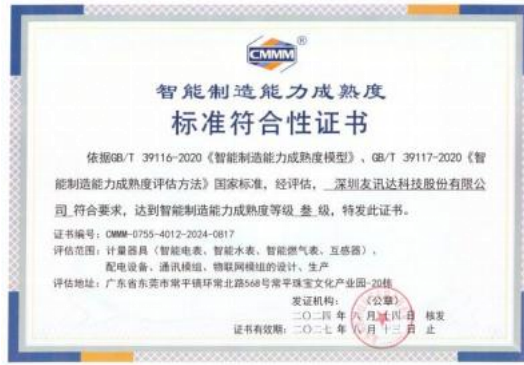 CMMM®
智能制造能力成熟度
标准符合性证书
依据GB/T 39116-2020《智能制造能力成熟度模型》、GB/T 39117-2020《智
能制造能力成熟度评估方法》国家标准，经评估，深圳友讯达科技股份有限公
司 符合要求，达到智能制造能力成熟度等级 叁 级，特发此证书。
证书编号：CMMM-0755-4012-2024-0817
评估范围：计量器具（智能电表、智能水表、智能燃气表、互感器）、
配电设备、通讯模组、物联网模组的设计、生产
评估地址：广东省东莞市常平镇环常北路568号常平珠宝文化产业园-20栋
发证机构： （公章）
二〇二四 年 八 月 十四 日 核发
证书有效期：二〇二七 年 八 月 十三 日 止